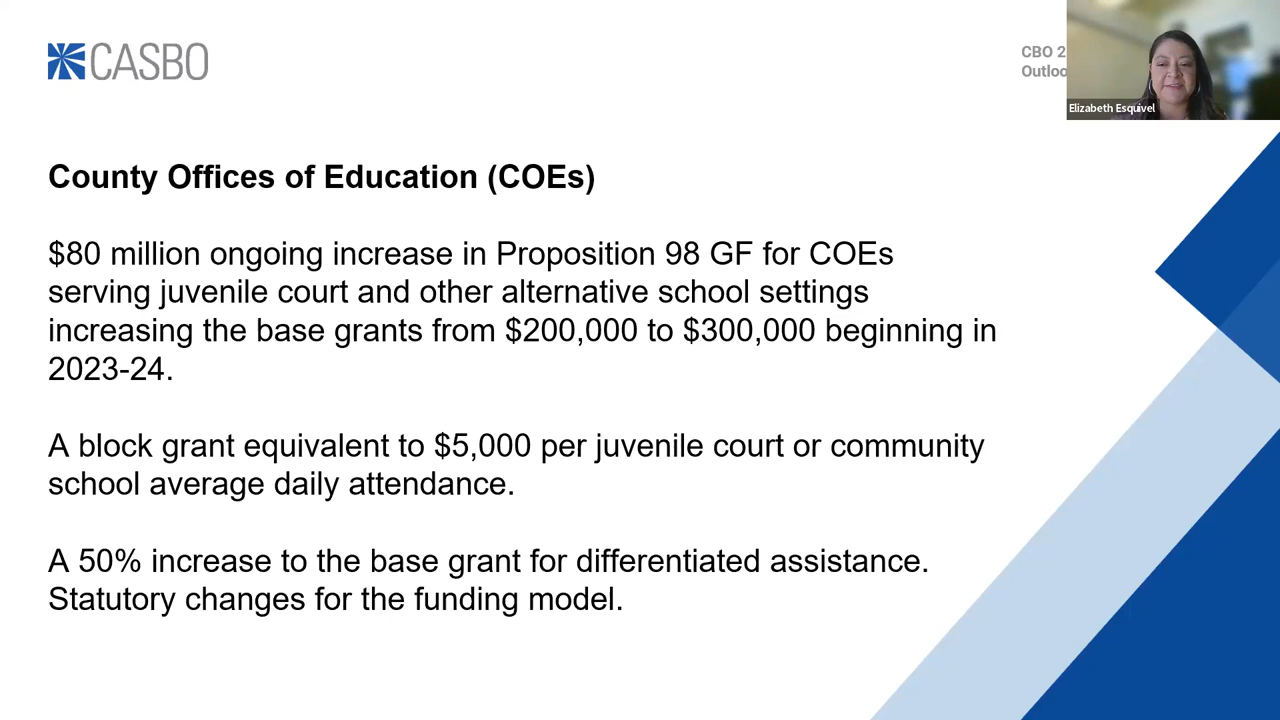 CASBO
CBO 2
Outloo
Elizabeth Esquivel
County Offices of Education (COEs)
$80 million ongoing increase in Proposition 98 GF for COEs
serving juvenile court and other alternative school settings
increasing the base grants from $200,000 to $300,000 beginning in
2023-24.
A block grant equivalent to $5,000 per juvenile court or community
school average daily attendance.
A 50% increase to the base grant for differentiated assistance.
Statutory changes for the funding model.